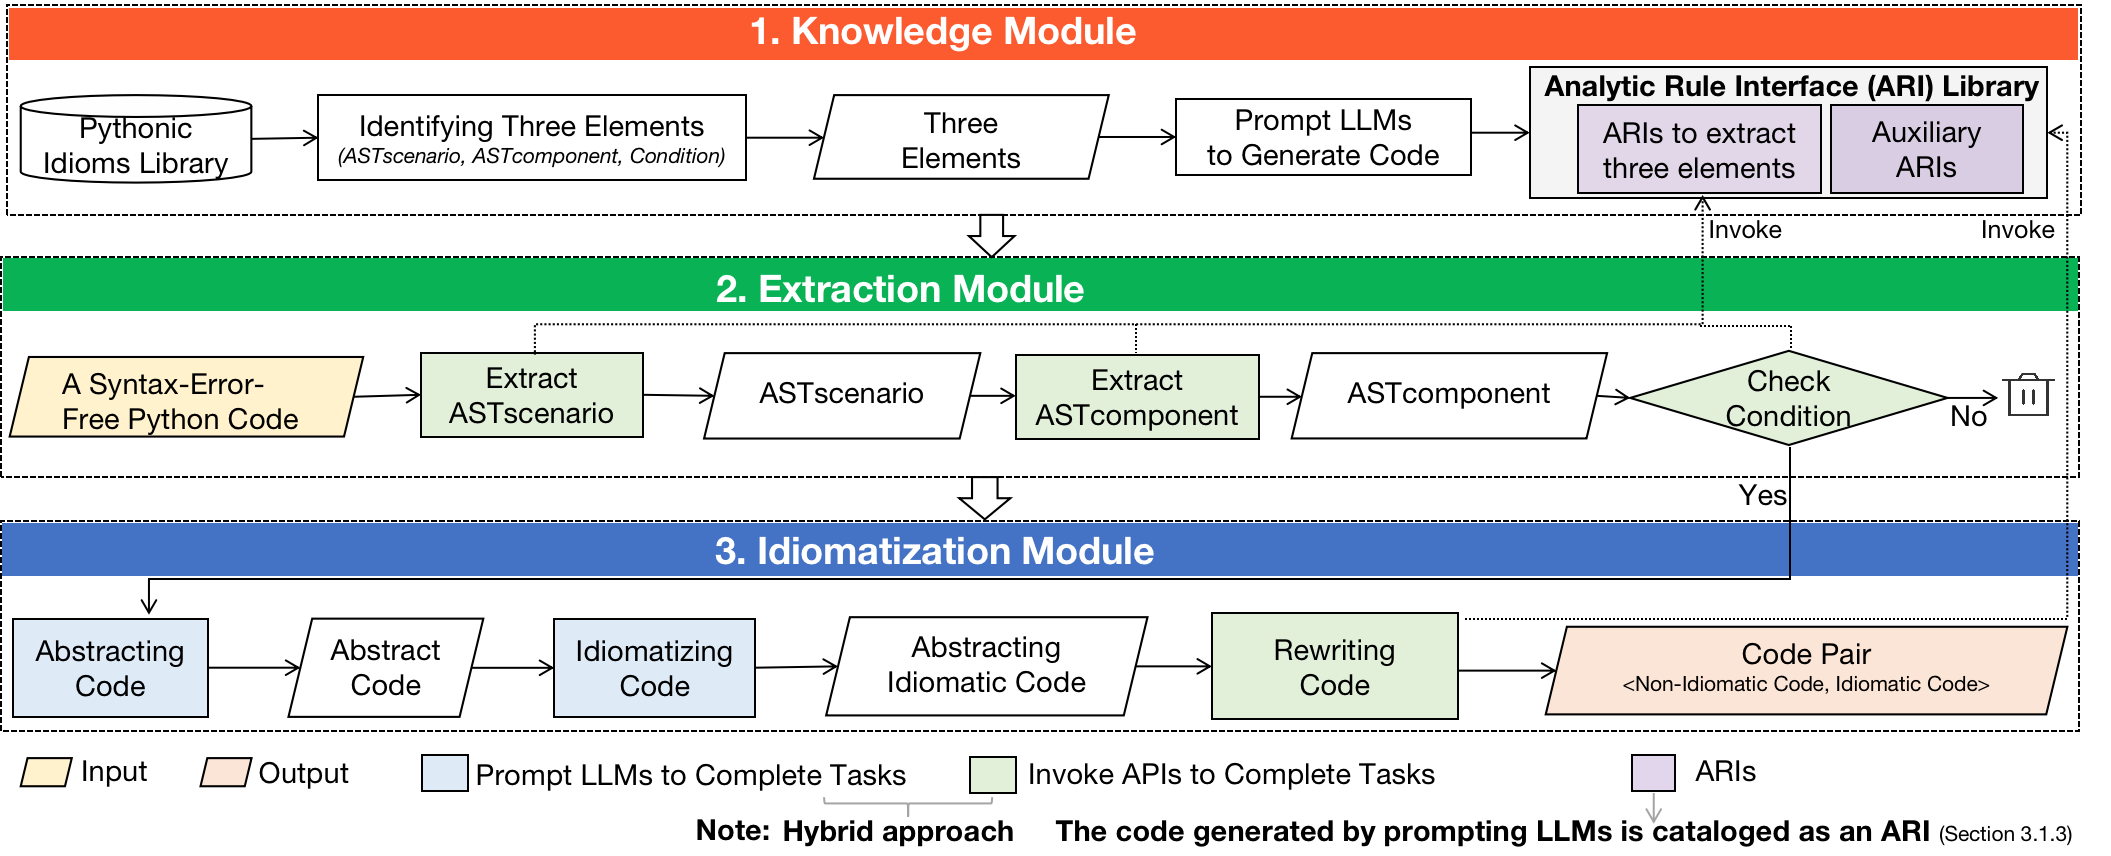 1. Knowledge Module
Pythonic
Idioms Library
Identifying Three Elements
(ASTscenario, ASTcomponent, Condition)
Three
Elements
Prompt LLMs
to Generate Code
Analytic Rule Interface (ARI) Library
ARIs to extract
three elements
Auxiliary
ARIs
Invoke
Invoke
2. Extraction Module
A Syntax-Error-
Free Python Code
Extract
ASTscenario
ASTscenario
Extract
ASTcomponent
ASTcomponent
Check
Condition
No
Yes
3. Idiomatization Module
Abstracting
Code
Abstract
Code
Idiomatizing
Code
Abstracting
Idiomatic Code
Rewriting
Code
Code Pair
<Non-Idiomatic Code, Idiomatic Code>
Input
Output
Prompt LLMs to Complete Tasks
Invoke APIs to Complete Tasks
ARIs
Note: Hybrid approach
The code generated by prompting LLMs is cataloged as an ARI (Section 3.1.3)